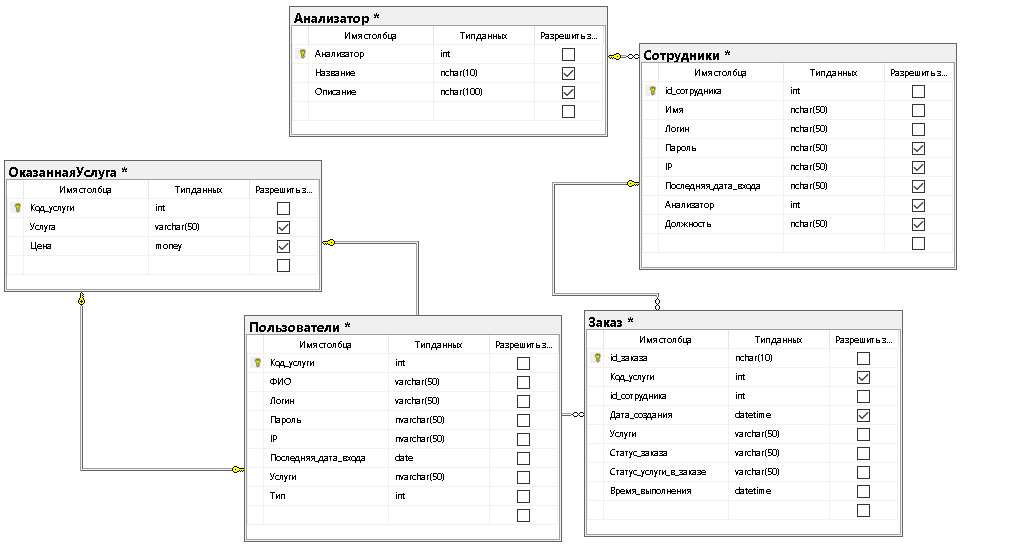 Анализатор *
Имя столбца Тип данных Разрешить з...
Анализатор int
Название nchar(10)
Описание nchar(100)
Сотрудники *
Имя столбца Тип данных Разрешить з...
id_сотрудника int
Имя nchar(50)
Логин nchar(50)
Пароль nchar(50)
IP nchar(50)
Последняя_дата_входа nchar(50)
Анализатор int
Должность nchar(50)
ОказаннаяУслуга *
Имя столбца Тип данных Разрешить з...
Код_услуги int
Услуга varchar(50)
Цена money
Пользователи *
Имя столбца Тип данных Разрешить з...
Код_услуги int
ФИО varchar(50)
Логин varchar(50)
Пароль nvarchar(50)
IP nvarchar(50)
Последняя_дата_входа date
Услуги nvarchar(50)
Тип int
Заказ *
Имя столбца Тип данных Разрешить з...
id_заказа nchar(10)
Код_услуги int
id_сотрудника int
Дата_создания datetime
Услуги varchar(50)
Статус_заказа varchar(50)
Статус_услуги_в_заказе varchar(50)
Время_выполнения datetime